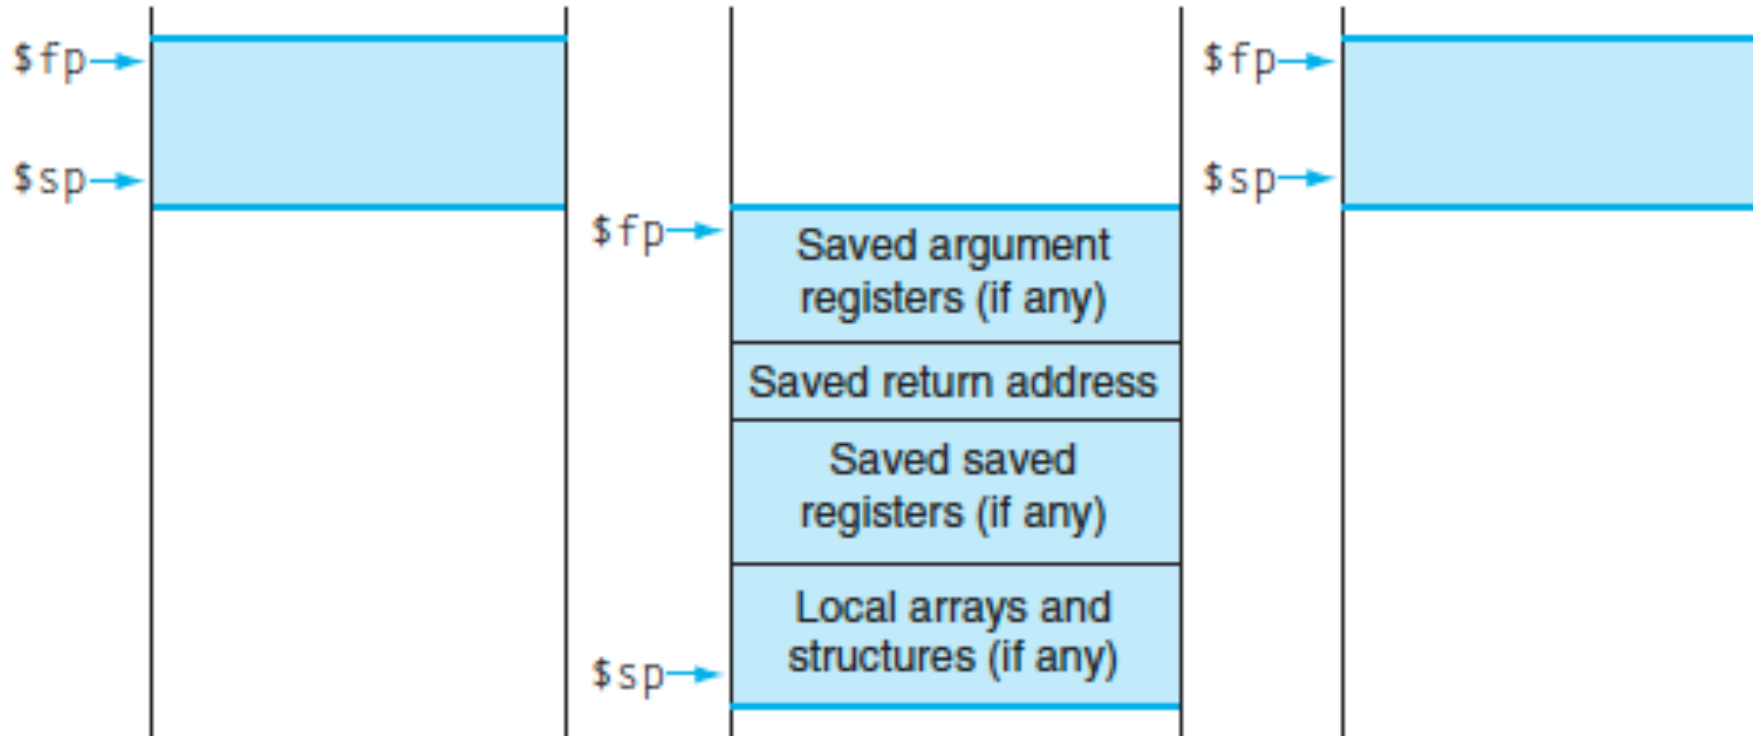 $fp
$sp
$fp
Saved argument
registers (if any)
Saved return address
Saved saved
registers (if any)
Local arrays and
structures (if any)
$sp
$fp
$sp